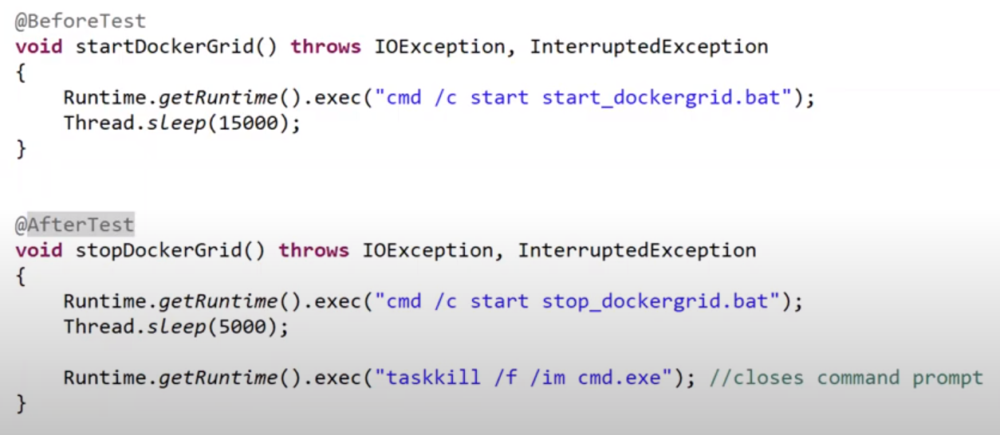 @BeforeTest
void startDockerGrid() throws IOException, InterruptedException
{
    Runtime.getRuntime().exec("cmd /c start start_dockergrid.bat");
    Thread.sleep(15000);
}
@AfterTest
void stopDockerGrid() throws IOException, InterruptedException
{
    Runtime.getRuntime().exec("cmd /c start stop_dockergrid.bat");
    Thread.sleep(5000);
    Runtime.getRuntime().exec("taskkill /f /im cmd.exe"); //closes command prompt
}